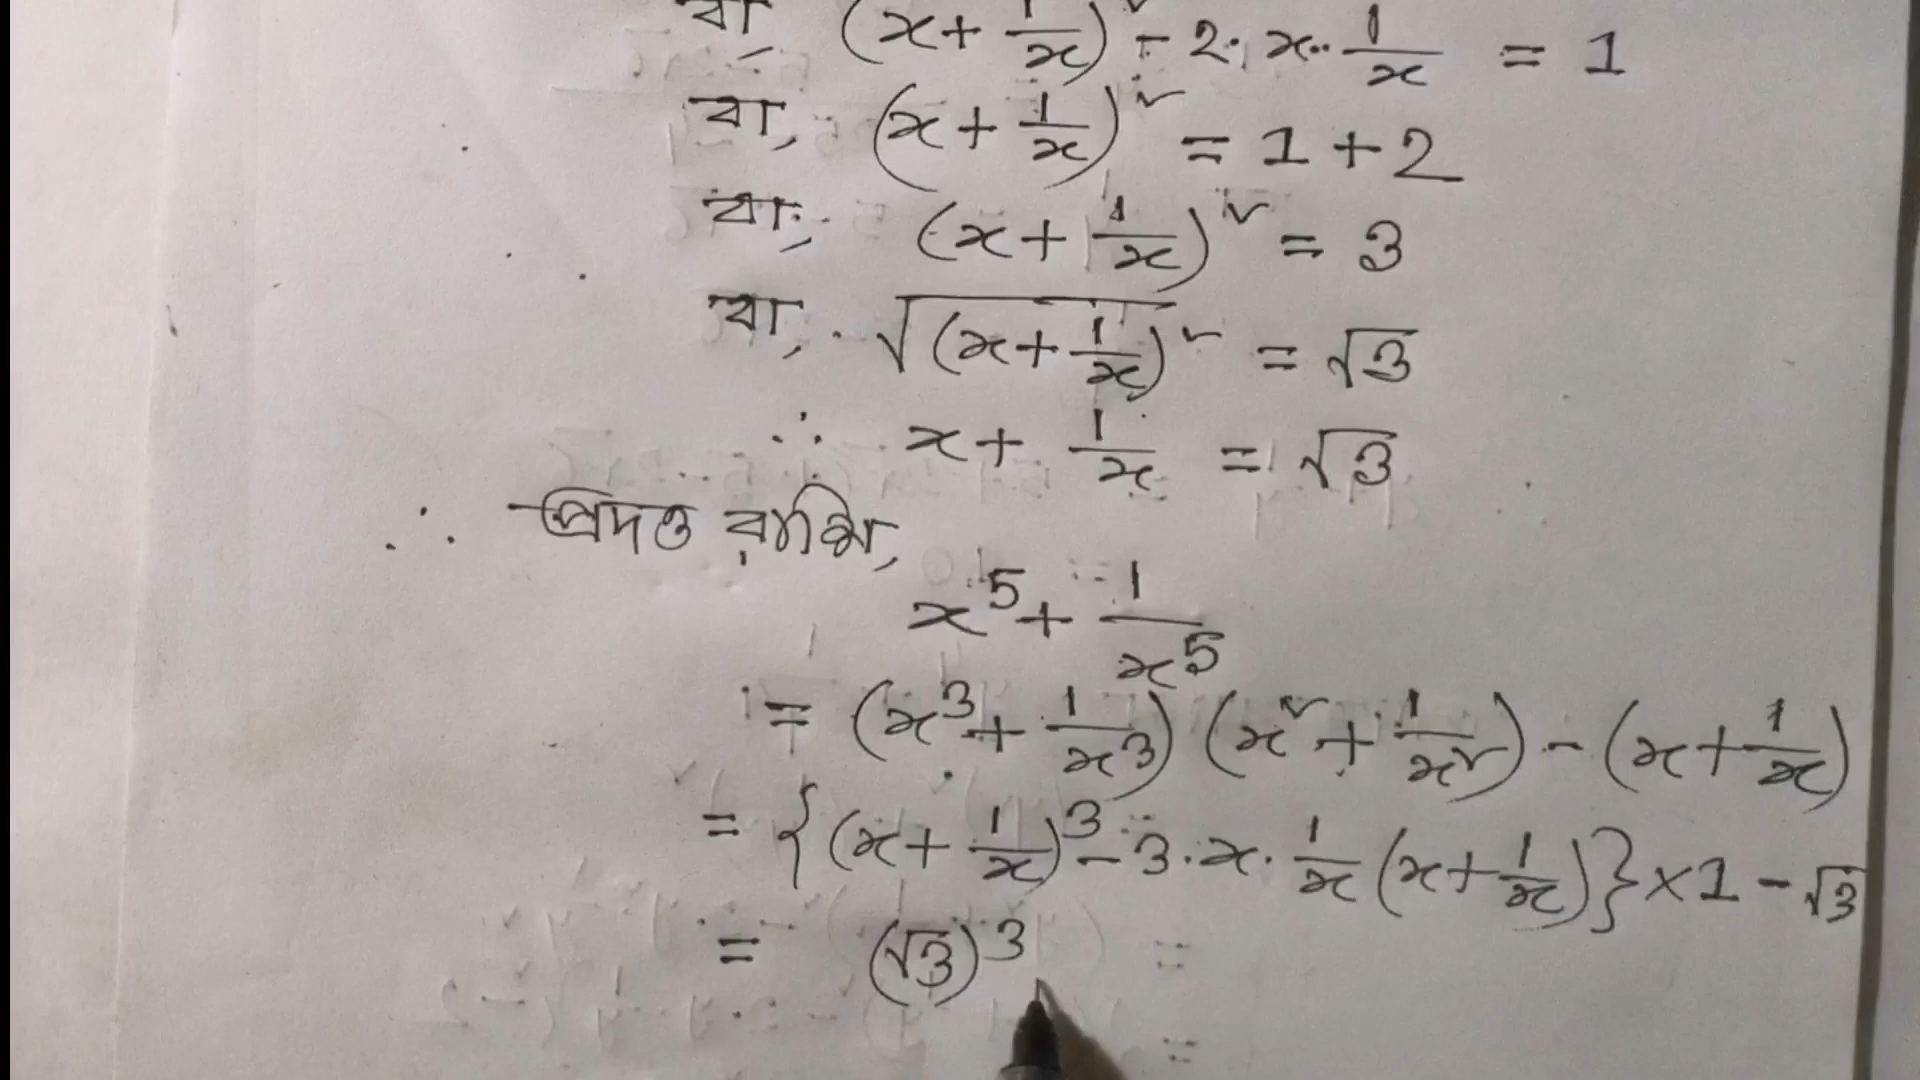 বা, (x + 1/x)² - 2·x·1/x = 1
বা, (x + 1/x)² = 1 + 2
বা, (x + 1/x)² = 3
বা, √(x + 1/x)² = √3
∴ x + 1/x = √3
∴ প্রদত্ত রাশি,
x⁵ + 1/x⁵
= (x³ + 1/x³) (x² + 1/x²) - (x + 1/x)
= {(x + 1/x)³ - 3·x·1/x (x + 1/x)} × 1 - √3
= (√3)³